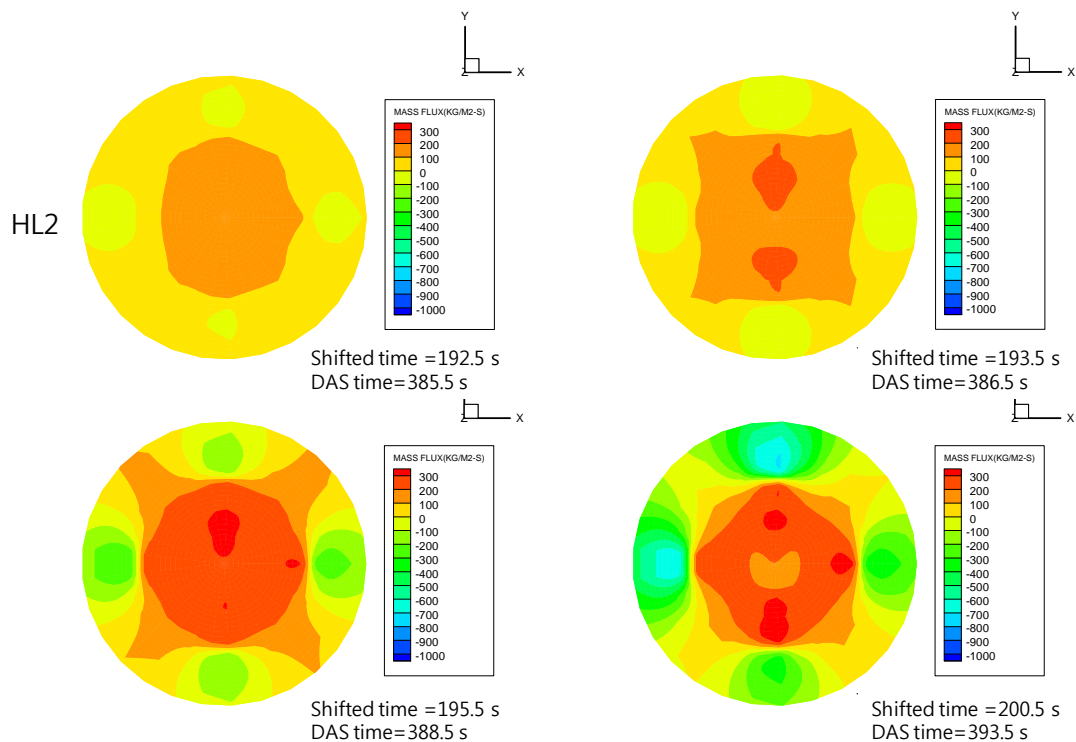 Y
Z X
MASS FLUX(KG/M2-S)
300
200
100
0
-100
-200
-300
-400
-500
-600
-700
-800
-900
-1000
Shifted time =192.5 s
DAS time=385.5 s
Y
Z X
MASS FLUX(KG/M2-S)
300
200
100
0
-100
-200
-300
-400
-500
-600
-700
-800
-900
-1000
Shifted time =193.5 s
DAS time=386.5 s
HL2
Z X
MASS FLUX(KG/M2-S)
300
200
100
0
-100
-200
-300
-400
-500
-600
-700
-800
-900
-1000
Shifted time =195.5 s
DAS time=388.5 s
Z X
MASS FLUX(KG/M2-S)
300
200
100
0
-100
-200
-300
-400
-500
-600
-700
-800
-900
-1000
Shifted time =200.5 s
DAS time=393.5 s